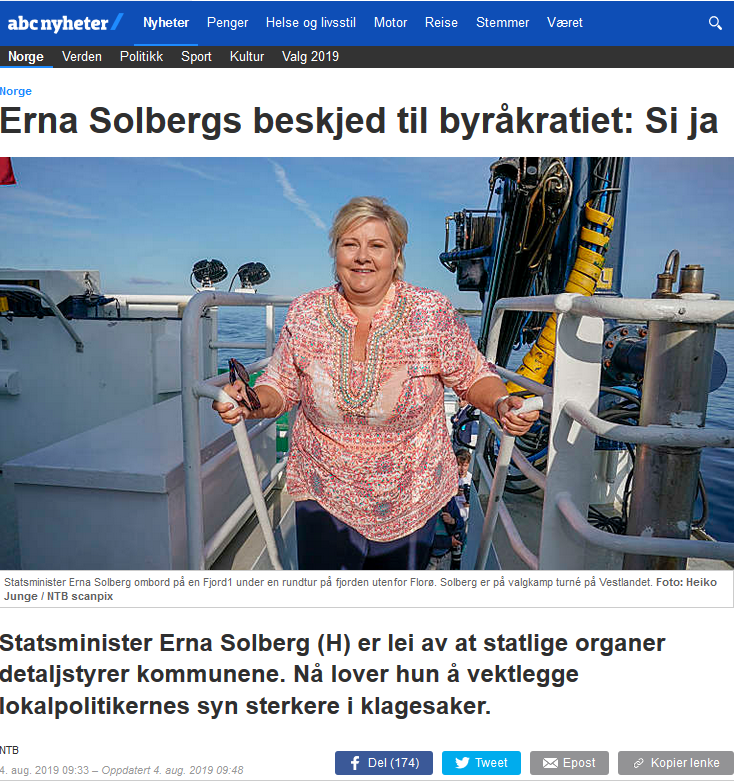 abc nyheter
Nyheter Penger Helse og livsstil Motor Reise Stemmer Været
Norge Verden Politikk Sport Kultur Valg 2019
Norge
Erna Solbergs beskjed til byråkratiet: Si ja
Statsminister Erna Solberg ombord på en Fjord1 under en rundtur på fjorden utenfor Florø. Solberg er på valgkamp turné på Vestlandet. Foto: Heiko
Junge / NTB scanpix
Statsminister Erna Solberg (H) er lei av at statlige organer
detaljstyrer kommunene. Nå lover hun å vektlegge
lokalpolitikernes syn sterkere i klagesaker.
NTB
4. aug. 2019 09:33 – Oppdatert 4. aug. 2019 09:48
Del (174) Tweet Epost Kopier lenke